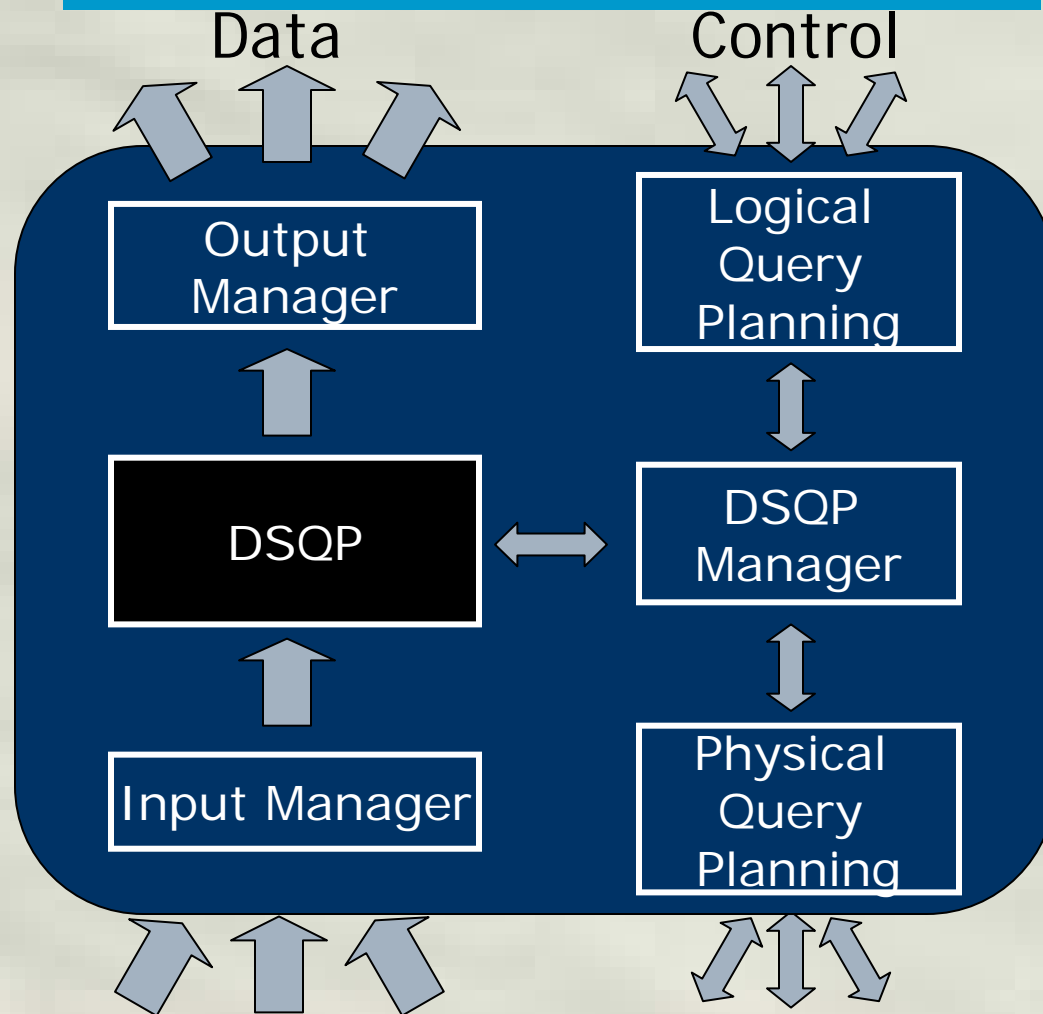 Data
Control
Output
Manager
Logical
Query
Planning
DSQP
DSQP
Manager
Input Manager
Physical
Query
Planning